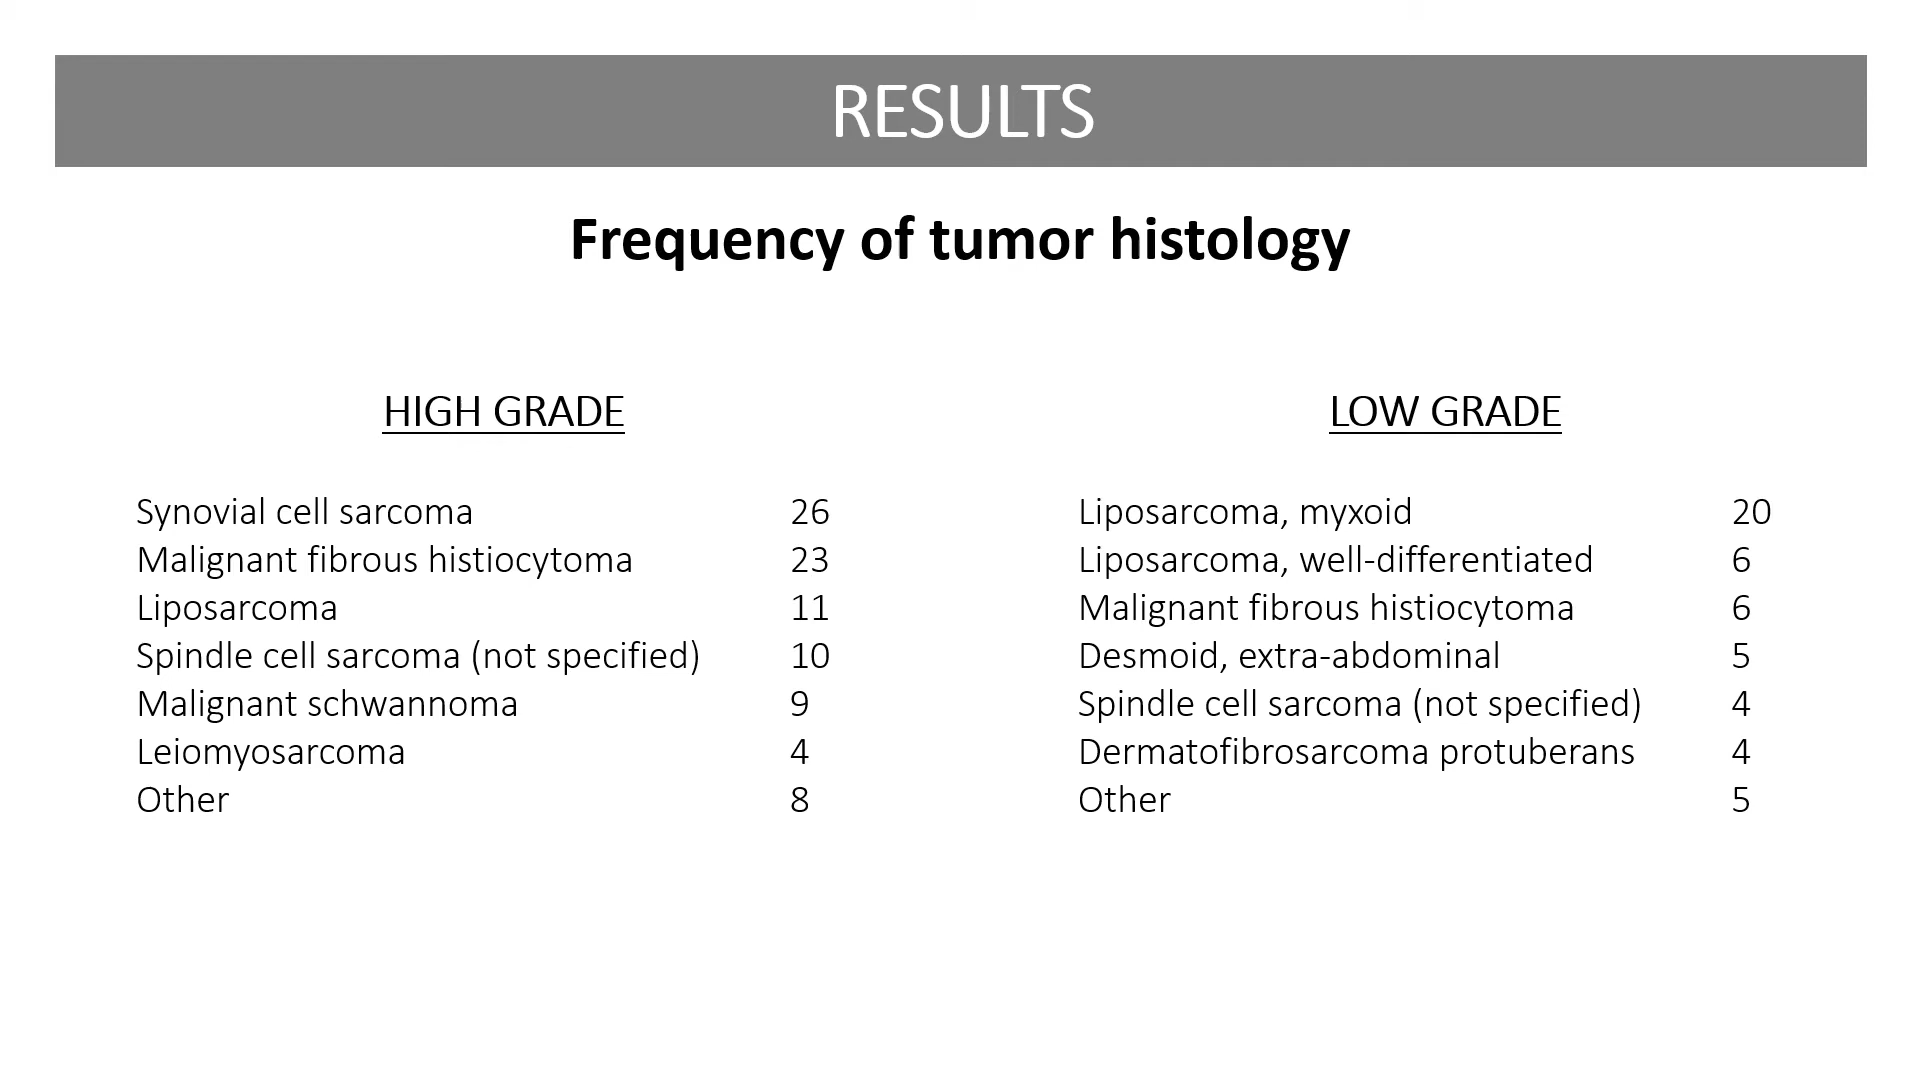 RESULTS
Frequency of tumor histology
HIGH GRADE
Synovial cell sarcoma 26
Malignant fibrous histiocytoma 23
Liposarcoma 11
Spindle cell sarcoma (not specified) 10
Malignant schwannoma 9
Leiomyosarcoma 4
Other 8
LOW GRADE
Liposarcoma, myxoid 20
Liposarcoma, well-differentiated 6
Malignant fibrous histiocytoma 6
Desmoid, extra-abdominal 5
Spindle cell sarcoma (not specified) 4
Dermatofibrosarcoma protuberans 4
Other 5